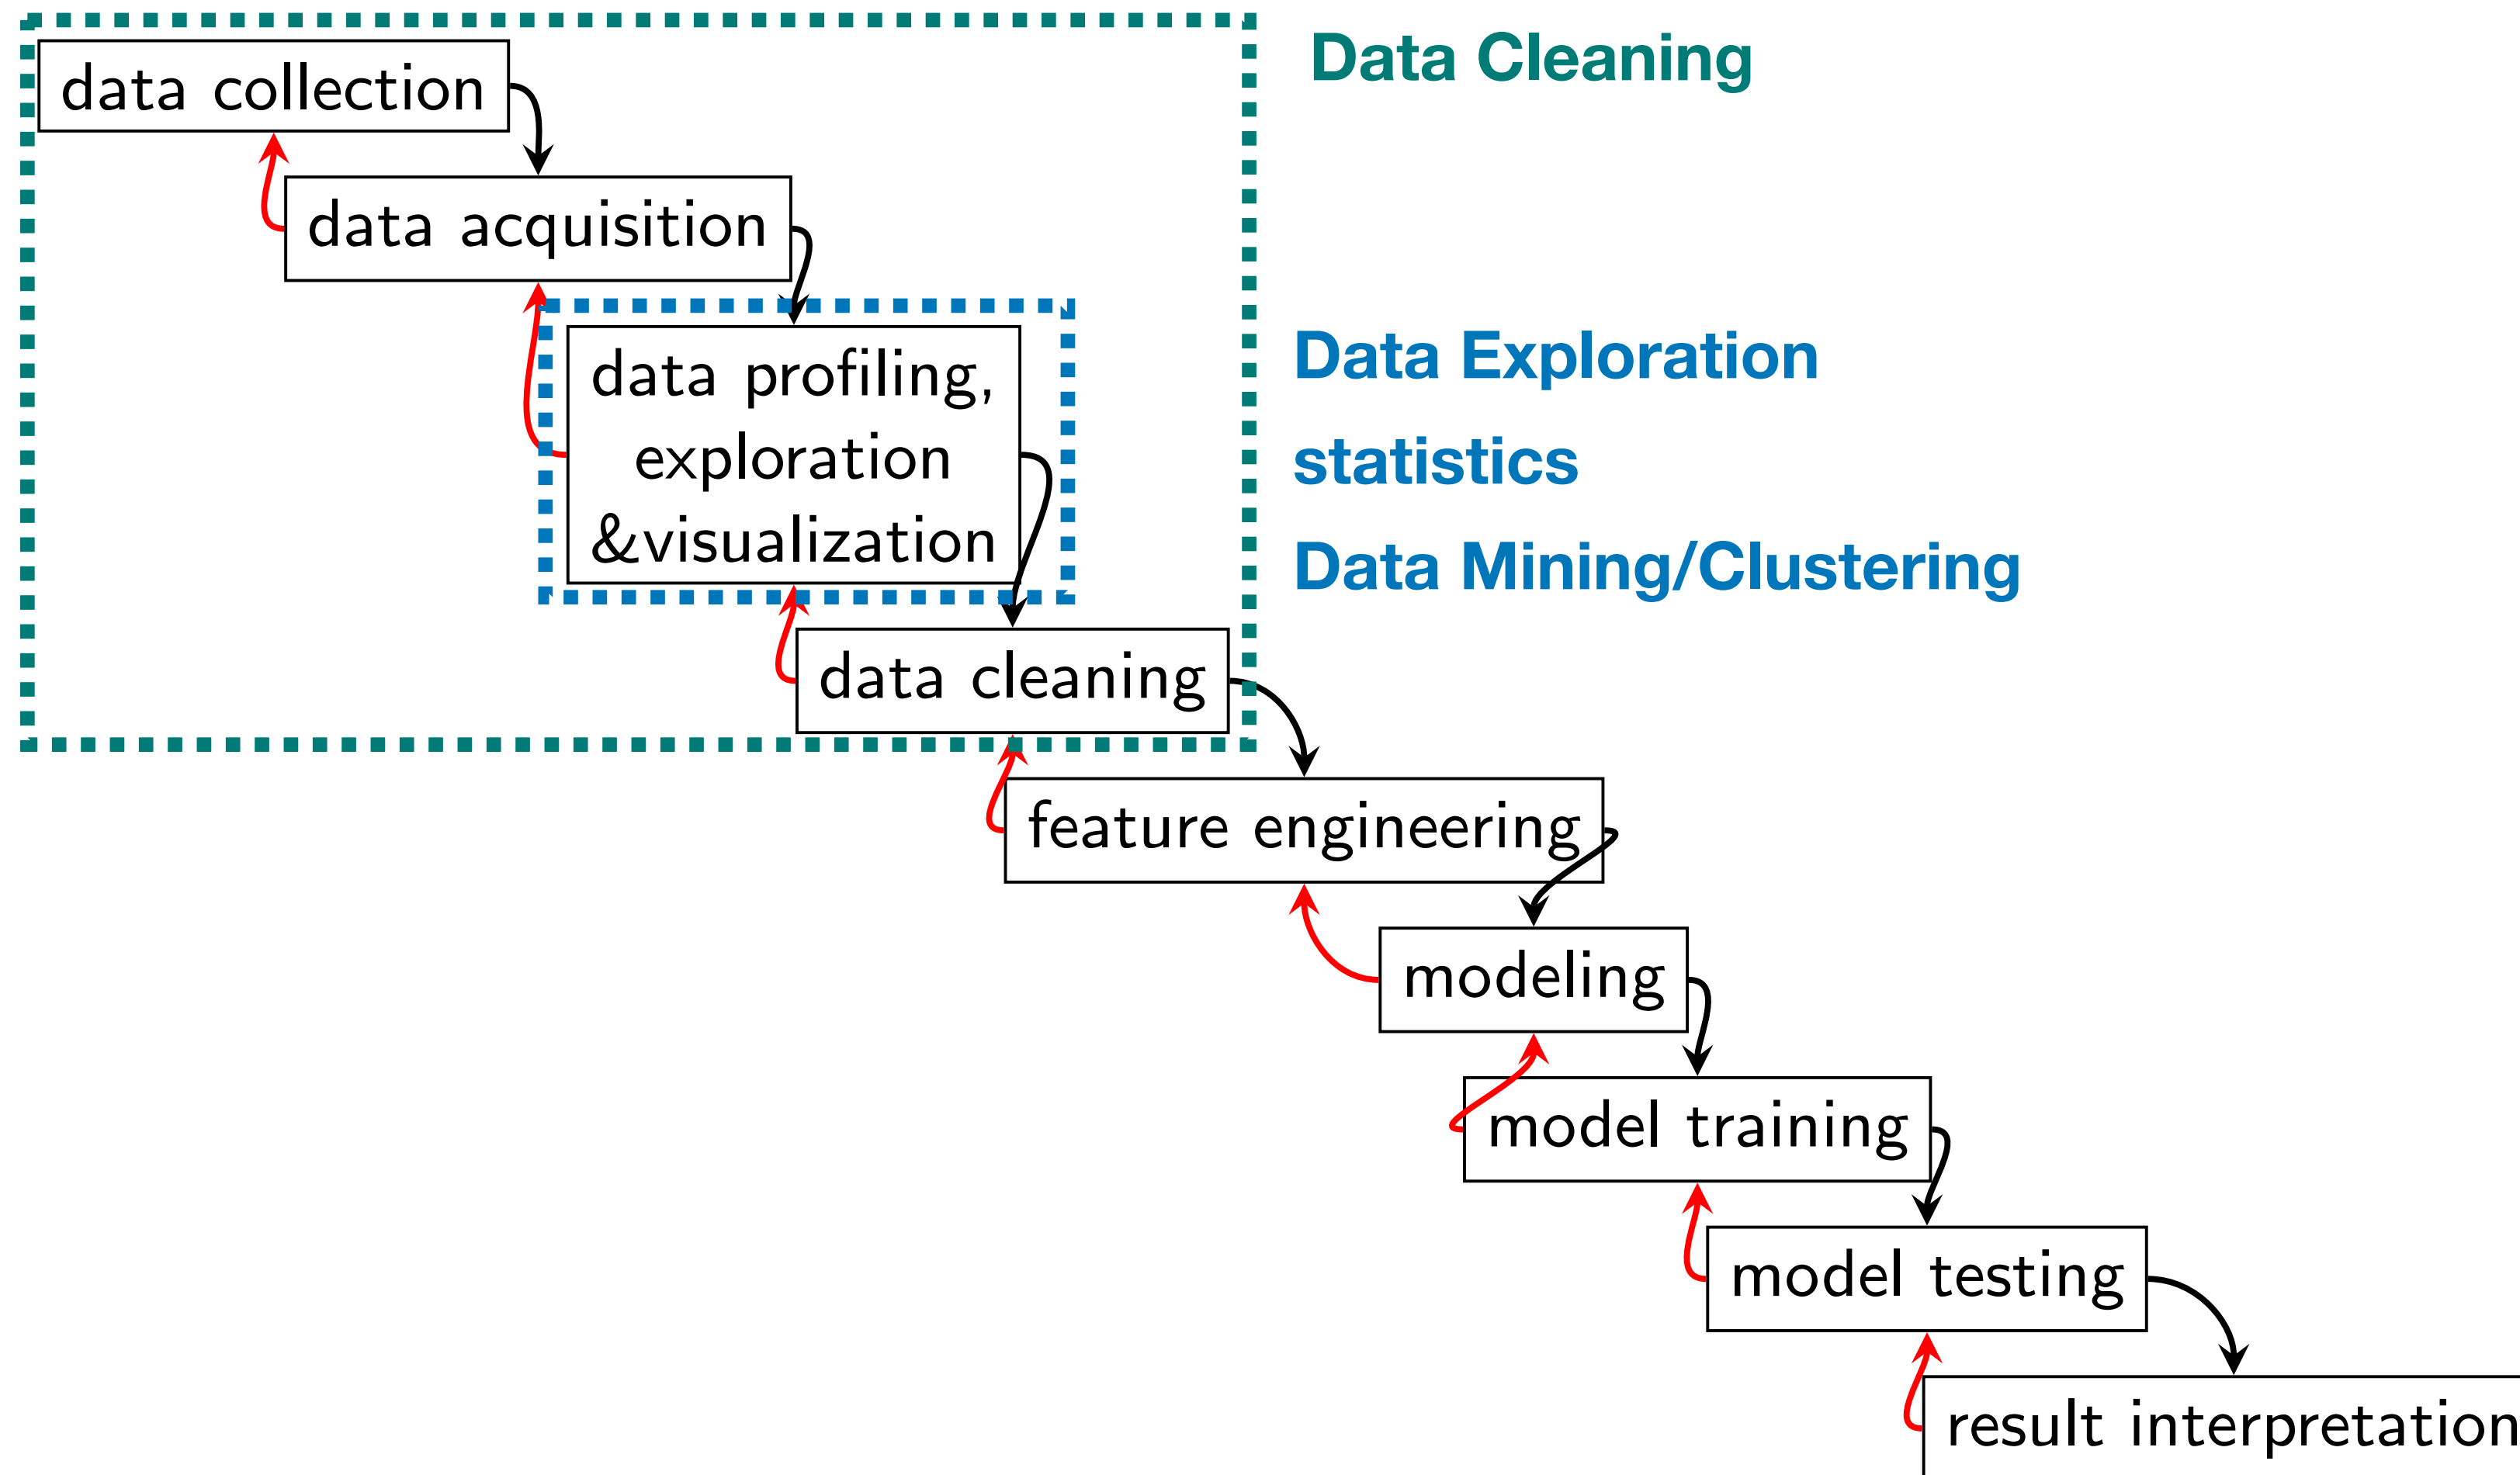 data collection
Data Cleaning
data acquisition
data profiling,
exploration
&visualization
Data Exploration
statistics
Data Mining/Clustering
data cleaning
feature engineering
modeling
model training
model testing
result interpretation